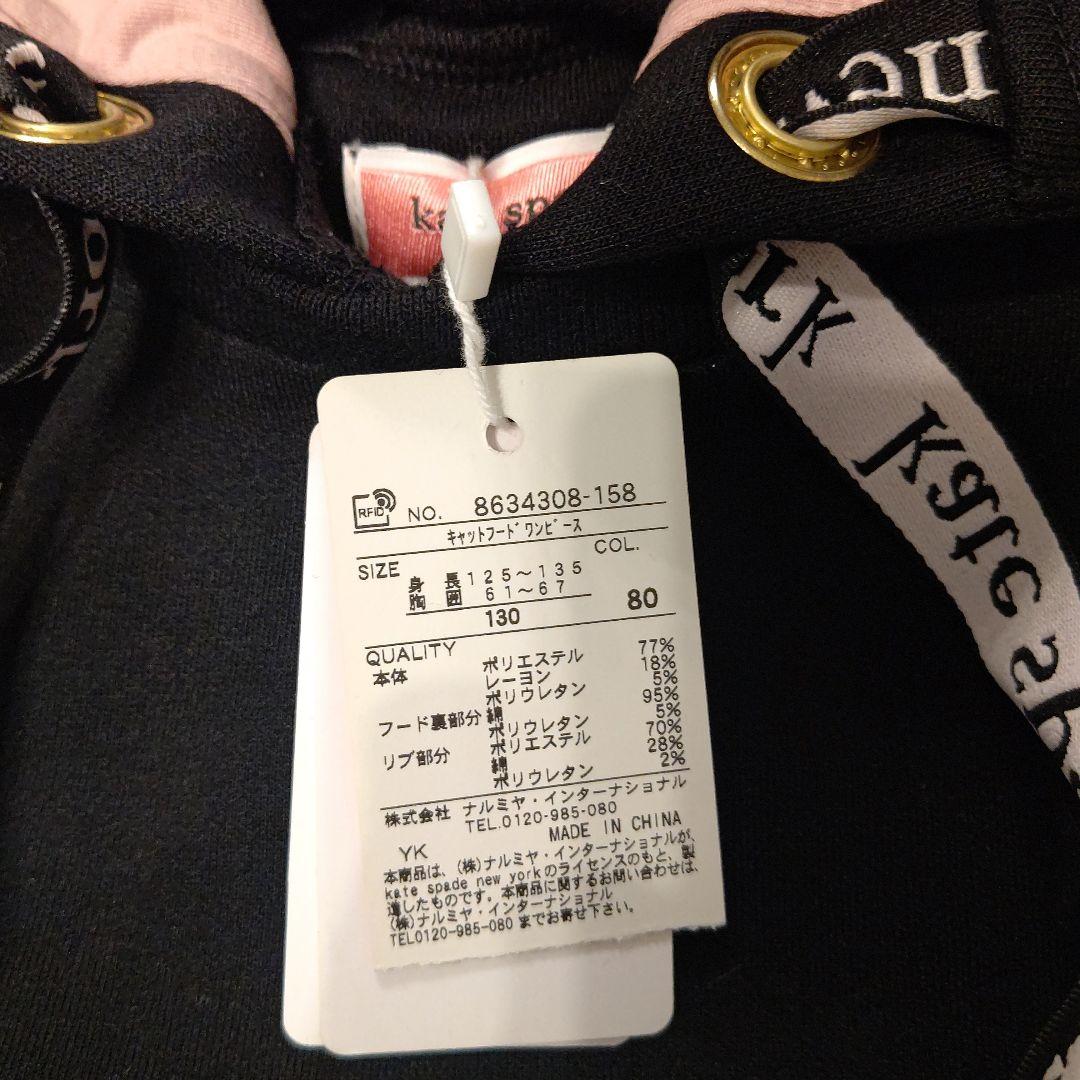 ne
ork
ka sp
RFID NO. 8634308-158
キャットフードワンピース
SIZE COL.
身長 125～135
胸囲 61～67
130 80
QUALITY
本体 ポリエステル 77%
レーヨン 18%
ポリウレタン 5%
フード裏部分 綿 95%
ポリウレタン 5%
リブ部分 ポリエステル 70%
綿 28%
ポリウレタン 2%
株式会社 ナルミヤ・インターナショナル
TEL.0120-985-080
MADE IN CHINA
YK
本商品は、(株)ナルミヤ・インターナショナルが、
kate spade new yorkのライセンスのもと、製
造したものです。本商品に関するお問い合わせは、
(株)ナルミヤ・インターナショナル
TEL0120-985-080 までお寄せ下さい。